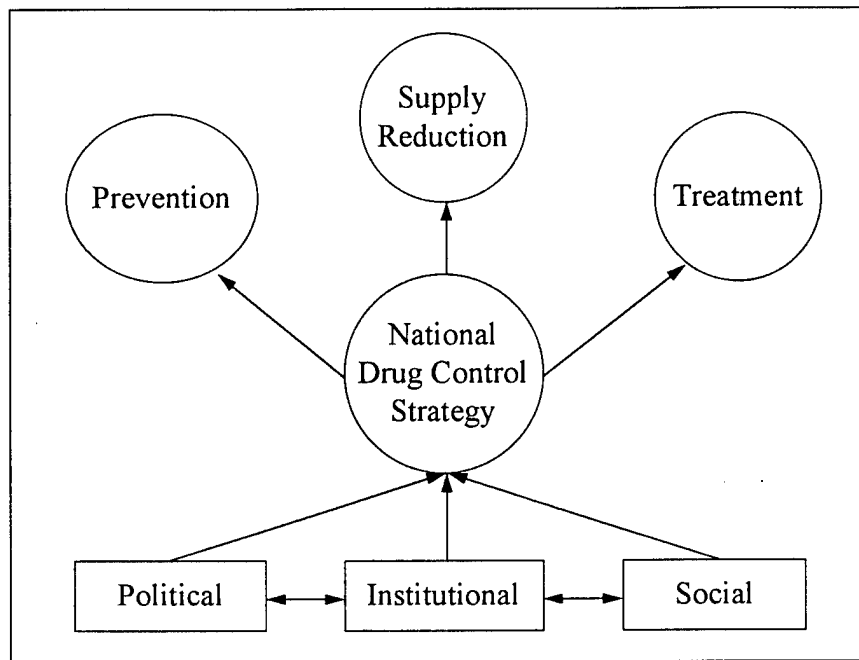 Supply
Reduction
Prevention
Treatment
National
Drug Control
Strategy
Political
Institutional
Social